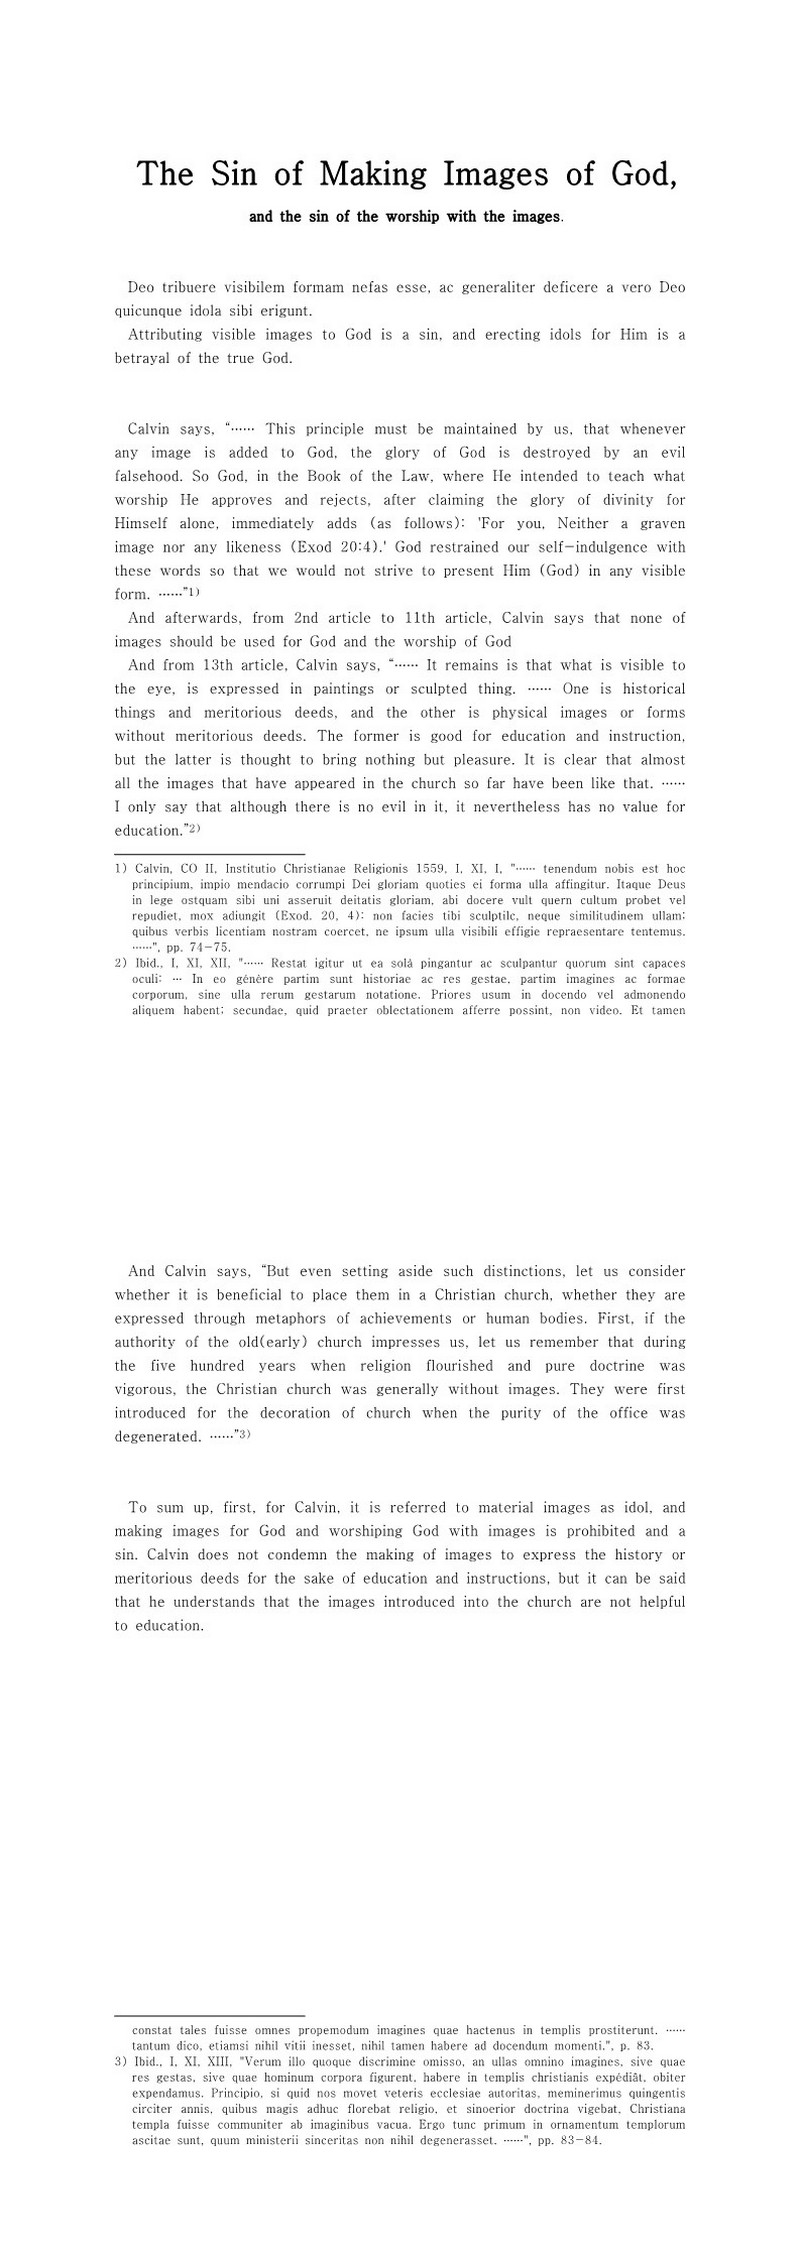 The Sin of Making Images of God,
and the sin of the worship with the images.
Deo tribuere visibilem formam nefas esse, ac generaliter deficere a vero Deo
quicunque idola sibi erigunt.
Attributing visible images to God is a sin, and erecting idols for Him is a
betrayal of the true God.
Calvin says, “…… This principle must be maintained by us, that whenever
any image is added to God, the glory of God is destroyed by an evil
falsehood. So God, in the Book of the Law, where He intended to teach what
worship He approves and rejects, after claiming the glory of divinity for
Himself alone, immediately adds (as follows): 'For you, Neither a graven
image nor any likeness (Exod 20:4).' God restrained our self-indulgence with
these words so that we would not strive to present Him (God) in any visible
form. ……”1)
And afterwards, from 2nd article to 11th article, Calvin says that none of
images should be used for God and the worship of God
And from 13th article, Calvin says, “…… It remains is that what is visible to
the eye, is expressed in paintings or sculpted thing. …… One is historical
things and meritorious deeds, and the other is physical images or forms
without meritorious deeds. The former is good for education and instruction,
but the latter is thought to bring nothing but pleasure. It is clear that almost
all the images that have appeared in the church so far have been like that. ……
I only say that although there is no evil in it, it nevertheless has no value for
education.”2)
1) Calvin, CO II, Institutio Christianae Religionis 1559, I, XI, I, "…… tenendum nobis est hoc
principium, impio mendacio corrumpi Dei gloriam quoties ei forma ulla affingitur. Itaque Deus
in lege ostquam sibi uni asseruit deitatis gloriam, abi docere vult quern cultum probet vel
repudiet, mox adiungit (Exod. 20, 4): non facies tibi sculptilc, neque similitudinem ullam:
quibus verbis licentiam nostram coercet, ne ipsum ulla visibili effigie repraesentare tentemus.
……", pp. 74-75.
2) Ibid., I, XI, XII, "…… Restat igitur ut ea solâ pingantur ac sculpantur quorum sint capaces
oculi: … In eo génère partim sunt historiae ac res gestae, partim imagines ac formae
corporum, sine ulla rerum gestarum notatione. Priores usum in docendo vel admonendo
aliquem habent; secundae, quid praeter oblectationem afferre possint, non video. Et tamen
And Calvin says, “But even setting aside such distinctions, let us consider
whether it is beneficial to place them in a Christian church, whether they are
expressed through metaphors of achievements or human bodies. First, if the
authority of the old(early) church impresses us, let us remember that during
the five hundred years when religion flourished and pure doctrine was
vigorous, the Christian church was generally without images. They were first
introduced for the decoration of church when the purity of the office was
degenerated. ……”3)
To sum up, first, for Calvin, it is referred to material images as idol, and
making images for God and worshiping God with images is prohibited and a
sin. Calvin does not condemn the making of images to express the history or
meritorious deeds for the sake of education and instructions, but it can be said
that he understands that the images introduced into the church are not helpful
to education.
constat tales fuisse omnes propemodum imagines quae hactenus in templis prostiterunt. ……
tantum dico, etiamsi nihil vitii inesset, nihil tamen habere ad docendum momenti.", p. 83.
3) Ibid., I, XI, XIII, "Verum illo quoque discrimine omisso, an ullas omnino imagines, sive quae
res gestas, sive quae hominum corpora figurent, habere in templis christianis expédiât, obiter
expendamus. Principio, si quid nos movet veteris ecclesiae autoritas, meminerimus quingentis
circiter annis, quibus magis adhuc florebat religio, et sinoerior doctrina vigebat, Christiana
templa fuisse communiter ab imaginibus vacua. Ergo tunc primum in ornamentum templorum
ascitae sunt, quum ministerii sinceritas non nihil degenerasset. ……", pp. 83-84.